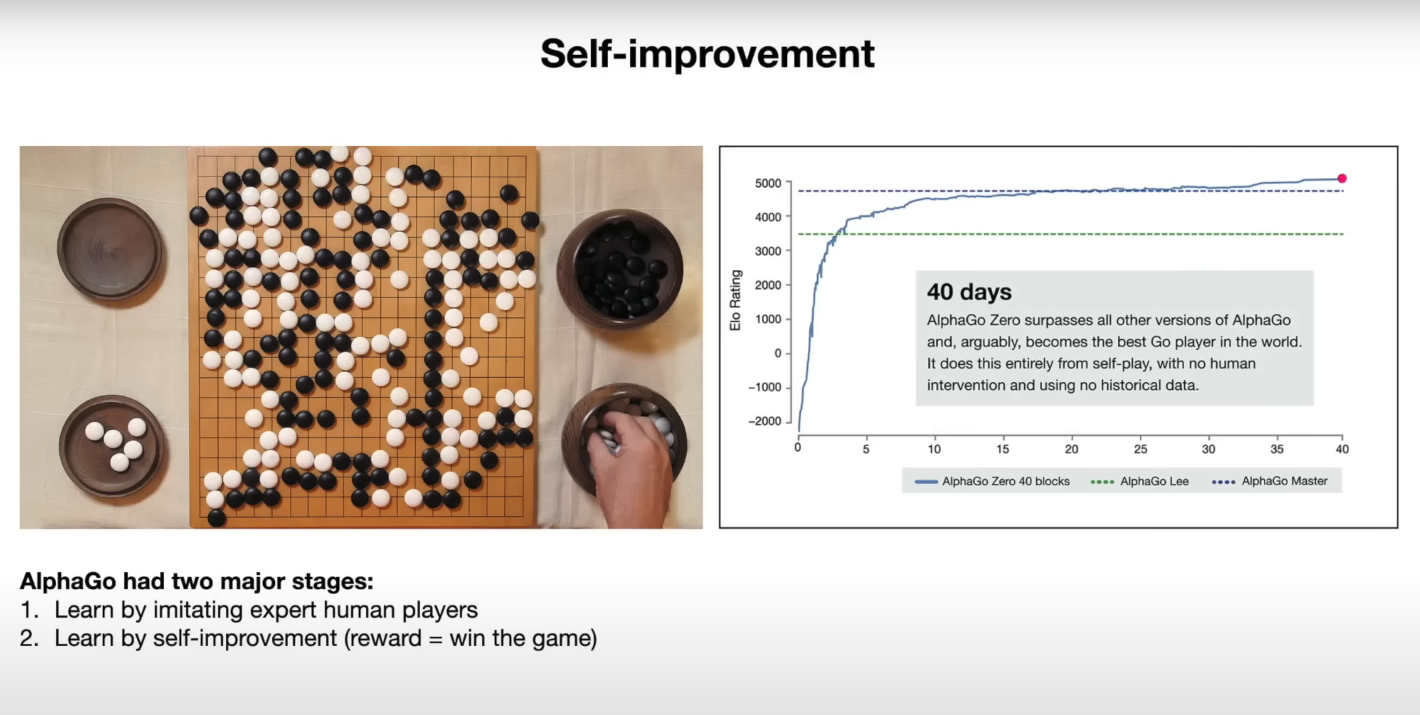 Self-improvement
Elo Rating
5000
4000
3000
2000
1000
0
−1000
−2000
0 5 10 15 20 25 30 35 40
40 days
AlphaGo Zero surpasses all other versions of AlphaGo
and, arguably, becomes the best Go player in the world.
It does this entirely from self-play, with no human
intervention and using no historical data.
AlphaGo Zero 40 blocks AlphaGo Lee AlphaGo Master
AlphaGo had two major stages:
1. Learn by imitating expert human players
2. Learn by self-improvement (reward = win the game)